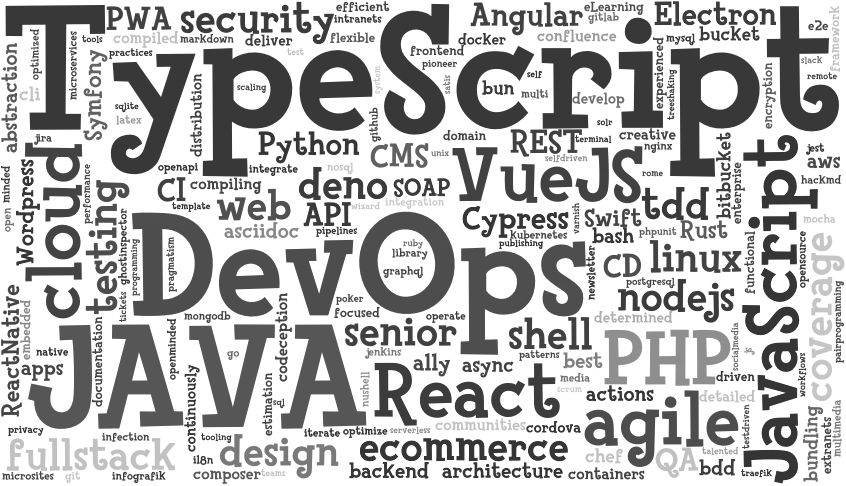 TypeScript
PWA
security
efficient
intranets
Angular
eLearning
gitlab
Electron
bucket
mysql
e2e
framework
optimized
tools
microservices
practices
compiled
markdown
deliver
flexible
frontend
pioneer
docker
confluence
experienced
treeshaking
slack
remote
abstraction
cli
Symfony
sqlite
latex
distribution
scaling
test
system
satis
github
bun
self
multi
develop
solr
encryption
jira
Python
domain
REST
terminal
creative
nginx
jest
aws
hackMd
open minded
Wordpress
cloud
performance
openapi
integrate
nosql
CMS
unix
VueJS
selfdriven
rome
bitbucket
enterprise
JavaScript
CI
compiling
template
deno
SOAP
wizard
integration
testing
web
API
asciidoc
pipelines
Cypress
Kubernetes
publishing
varnish
Swift
bash
phpunit
Rust
tdd
mocha
tickets
ghostinspector
programming
pragmatism
DevOps
ruby
library
graphql
newsletter
CD
linux
postgresql
nodejs
functional
opensource
coverage
pairprogramming
ReactNative
embedded
native
apps
documentation
openminded
mongodb
go
codeception
poker
focused
operate
senior
shell
determined
socialmedia
js
workflows
JAVA
jenkins
ally
async
patterns
best
PHP
driven
continuously
estimation
sql
nushell
React
media
scrum
actions
detailed
privacy
infection
tooling
iterate
optimize
serverless
communities
cordova
agile
testdriven
bundling
extranets
multimedia
fullstack
i18n
design
ecommerce
chef
QA
talented
microsites
git
infografik
composer
teams
backend
architecture
containers
bdd
traefik